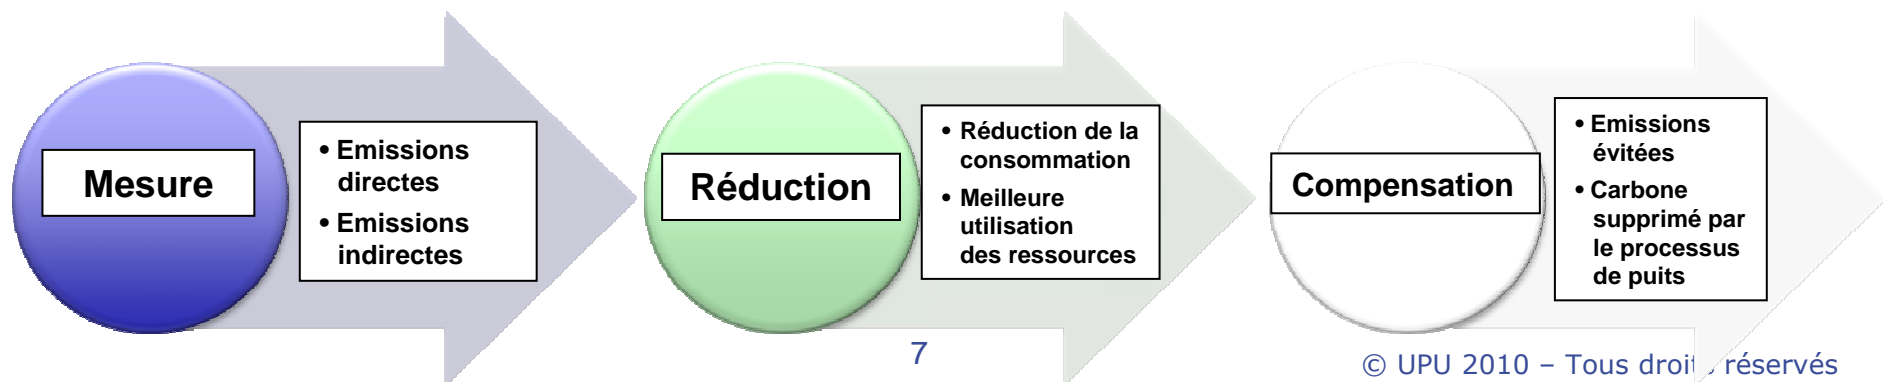 Mesure
• Emissions
directes
• Emissions
indirectes
Réduction
• Réduction de la
consommation
• Meilleure
utilisation
des ressources
Compensation
• Emissions
évitées
• Carbone
supprimé par
le processus
de puits
7
© UPU 2010 – Tous droits réservés